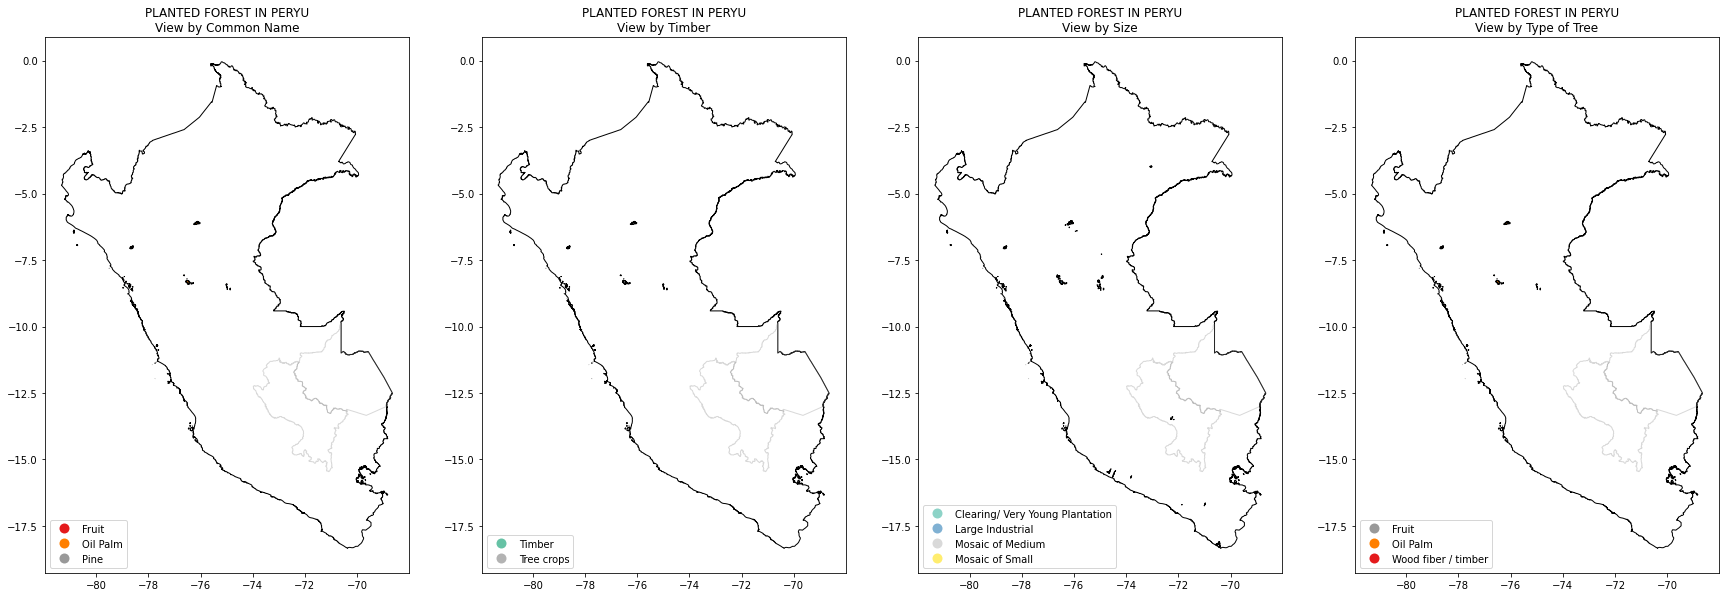 PLANTED FOREST IN PERYU
View by Common Name
0.0
−2.5
−5.0
−7.5
−10.0
−12.5
−15.0
−17.5
−80 −78 −76 −74 −72 −70
Fruit
Oil Palm
Pine
PLANTED FOREST IN PERYU
View by Timber
0.0
−2.5
−5.0
−7.5
−10.0
−12.5
−15.0
−17.5
−80 −78 −76 −74 −72 −70
Timber
Tree crops
PLANTED FOREST IN PERYU
View by Size
0.0
−2.5
−5.0
−7.5
−10.0
−12.5
−15.0
−17.5
−80 −78 −76 −74 −72 −70
Clearing/ Very Young Plantation
Large Industrial
Mosaic of Medium
Mosaic of Small
PLANTED FOREST IN PERYU
View by Type of Tree
0.0
−2.5
−5.0
−7.5
−10.0
−12.5
−15.0
−17.5
−80 −78 −76 −74 −72 −70
Fruit
Oil Palm
Wood fiber / timber